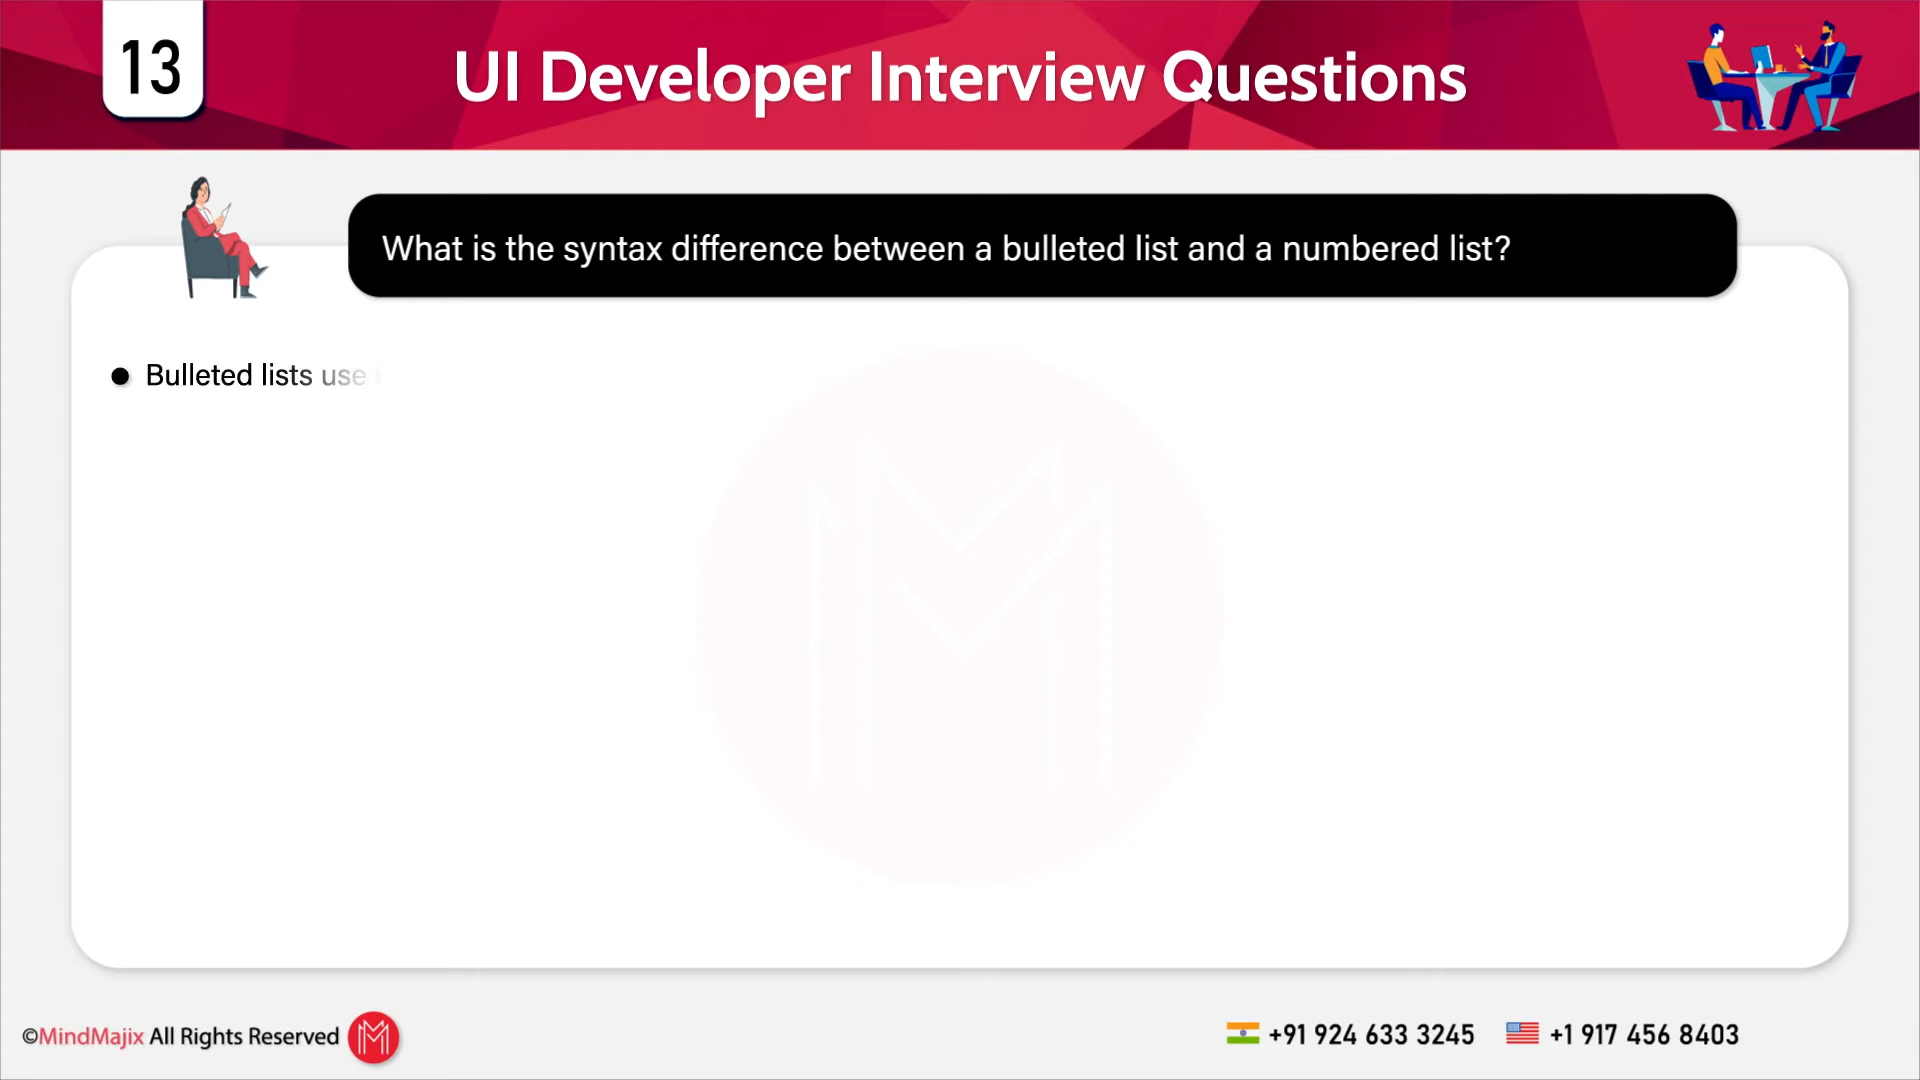 13
UI Developer Interview Questions
What is the syntax difference between a bulleted list and a numbered list?
● Bulleted lists use
©MindMajix All Rights Reserved
+91 924 633 3245
+1 917 456 8403